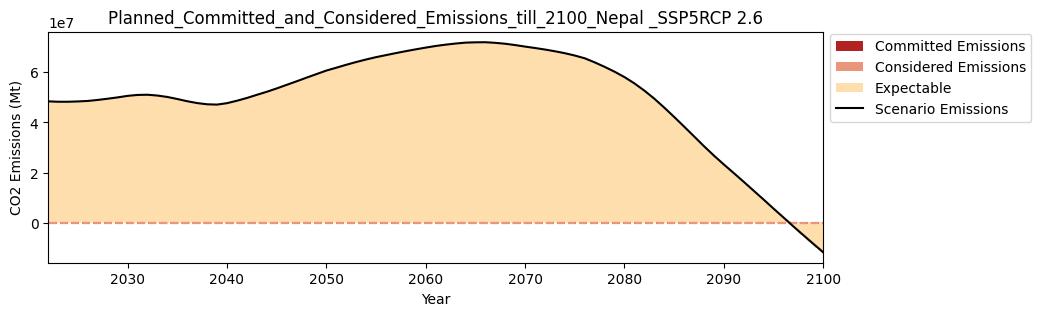 Planned_Committed_and_Considered_Emissions_till_2100_Nepal _SSP5RCP 2.6
1e7
6
4
2
0
CO2 Emissions (Mt)
2030 2040 2050 2060 2070 2080 2090 2100
Year
Committed Emissions
Considered Emissions
Expectable
Scenario Emissions